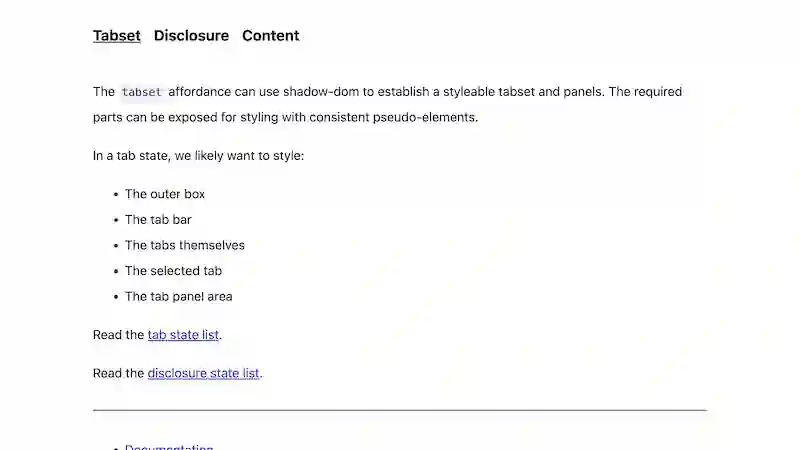 Tabset Disclosure Content
The tabset affordance can use shadow-dom to establish a styleable tabset and panels. The required
parts can be exposed for styling with consistent pseudo-elements.
In a tab state, we likely want to style:
• The outer box
• The tab bar
• The tabs themselves
• The selected tab
• The tab panel area
Read the tab state list.
Read the disclosure state list.
• Documentation